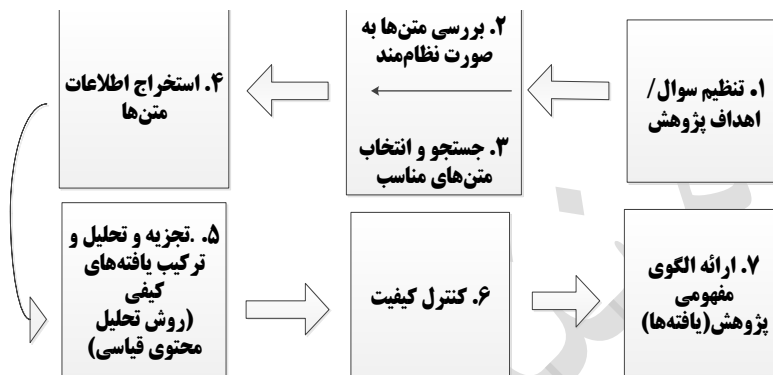 ۱. تنظیم سوال/
اهداف پژوهش
۲. بررسی متن‌ها به
صورت نظام‌مند
۳. جستجو و انتخاب
متن‌های مناسب
۴. استخراج اطلاعات
متن‌ها
۵. .تجزیه و تحلیل و
ترکیب یافته‌های
کیفی
(روش تحلیل
محتوی قیاسی)
۶. کنترل کیفیت
۷. ارائه الگوی
مفهومی
پژوهش(یافته‌ها)